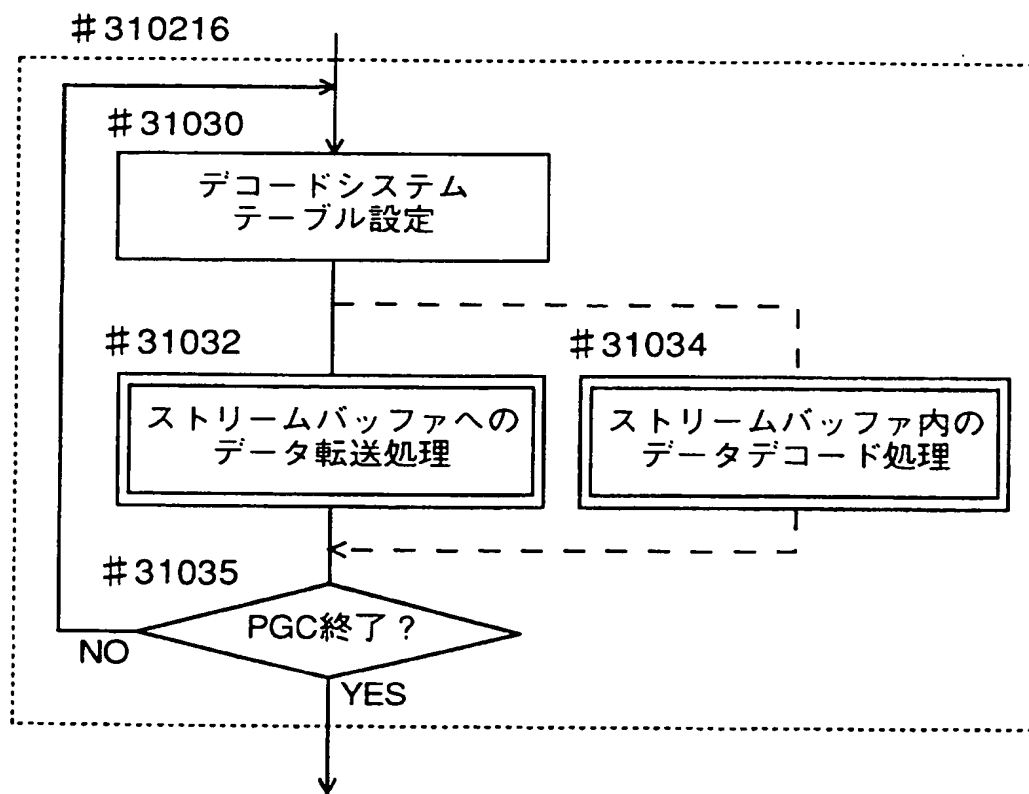 #310216
#31030
デコードシステム
テーブル設定
#31032
#31034
ストリームバッファへの
データ転送処理
ストリームバッファ内の
データデコード処理
#31035
PGC終了?
NO
YES